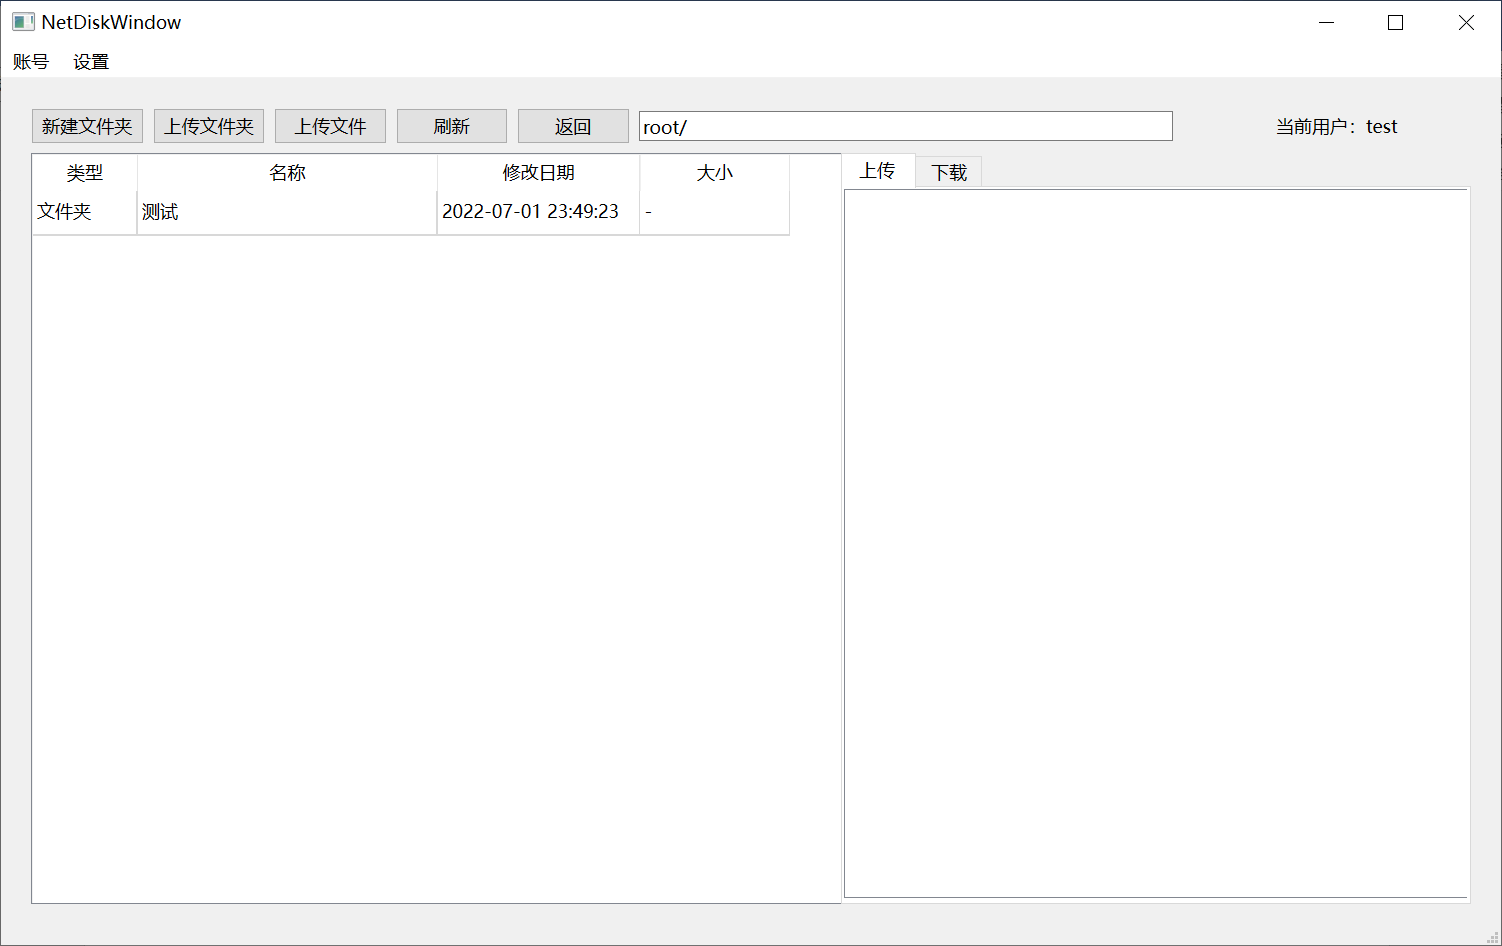 NetDiskWindow
账号 设置
新建文件夹 上传文件夹 上传文件 刷新 返回 root/ 当前用户：test
类型 名称 修改日期 大小 上传 下载
文件夹 测试 2022-07-01 23:49:23 -